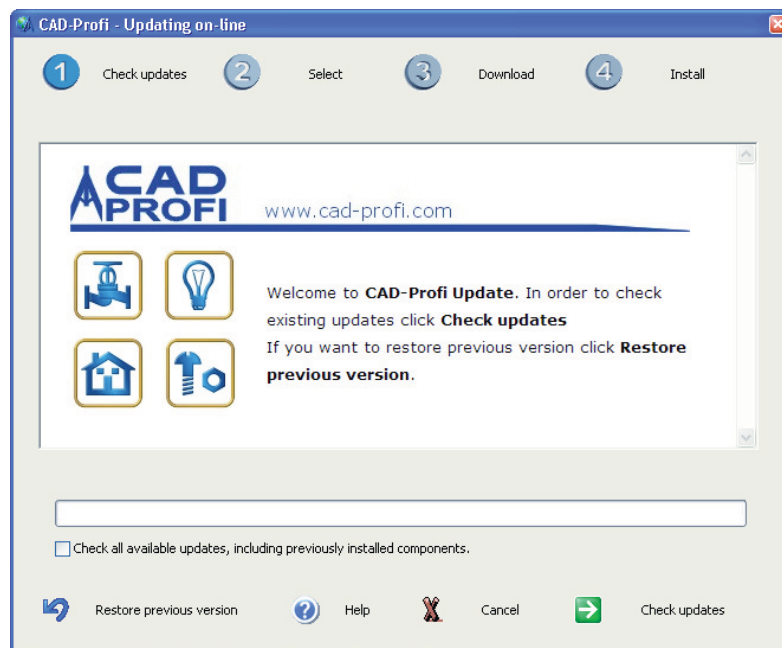 CAD-Profi - Updating on-line
1 Check updates 2 Select 3 Download 4 Install
CAD
PROFI
www.cad-profi.com
Welcome to CAD-Profi Update. In order to check
existing updates click Check updates
If you want to restore previous version click Restore
previous version.
Check all available updates, including previously installed components.
Restore previous version ? Help Cancel Check updates